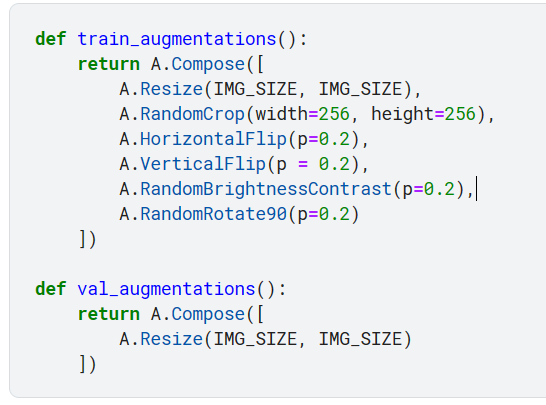 def train_augmentations():
    return A.Compose([
        A.Resize(IMG_SIZE, IMG_SIZE),
        A.RandomCrop(width=256, height=256),
        A.HorizontalFlip(p=0.2),
        A.VerticalFlip(p = 0.2),
        A.RandomBrightnessContrast(p=0.2),
        A.RandomRotate90(p=0.2)
    ])
def val_augmentations():
    return A.Compose([
        A.Resize(IMG_SIZE, IMG_SIZE)
    ])